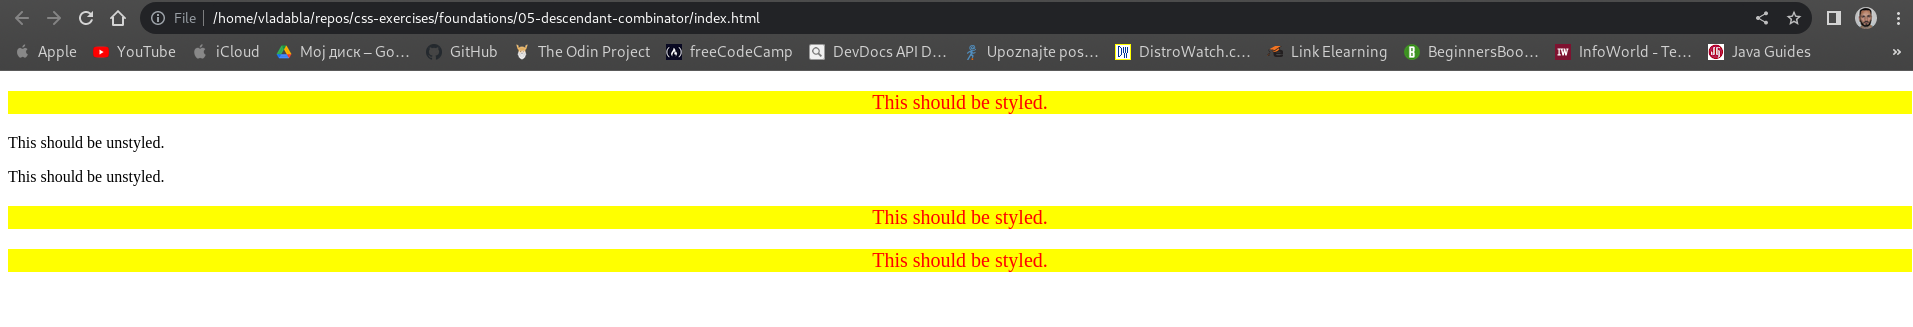 File /home/vladabla/repos/css-exercises/foundations/05-descendant-combinator/index.html
Apple YouTube iCloud Мој диск – Go... GitHub The Odin Project freeCodeCamp DevDocs API D... Upoznajte pos... DW DistroWatch.c... Link Elearning B BeginnersBoo... IW InfoWorld - Te... Java Guides »
This should be styled.
This should be unstyled.
This should be unstyled.
This should be styled.
This should be styled.